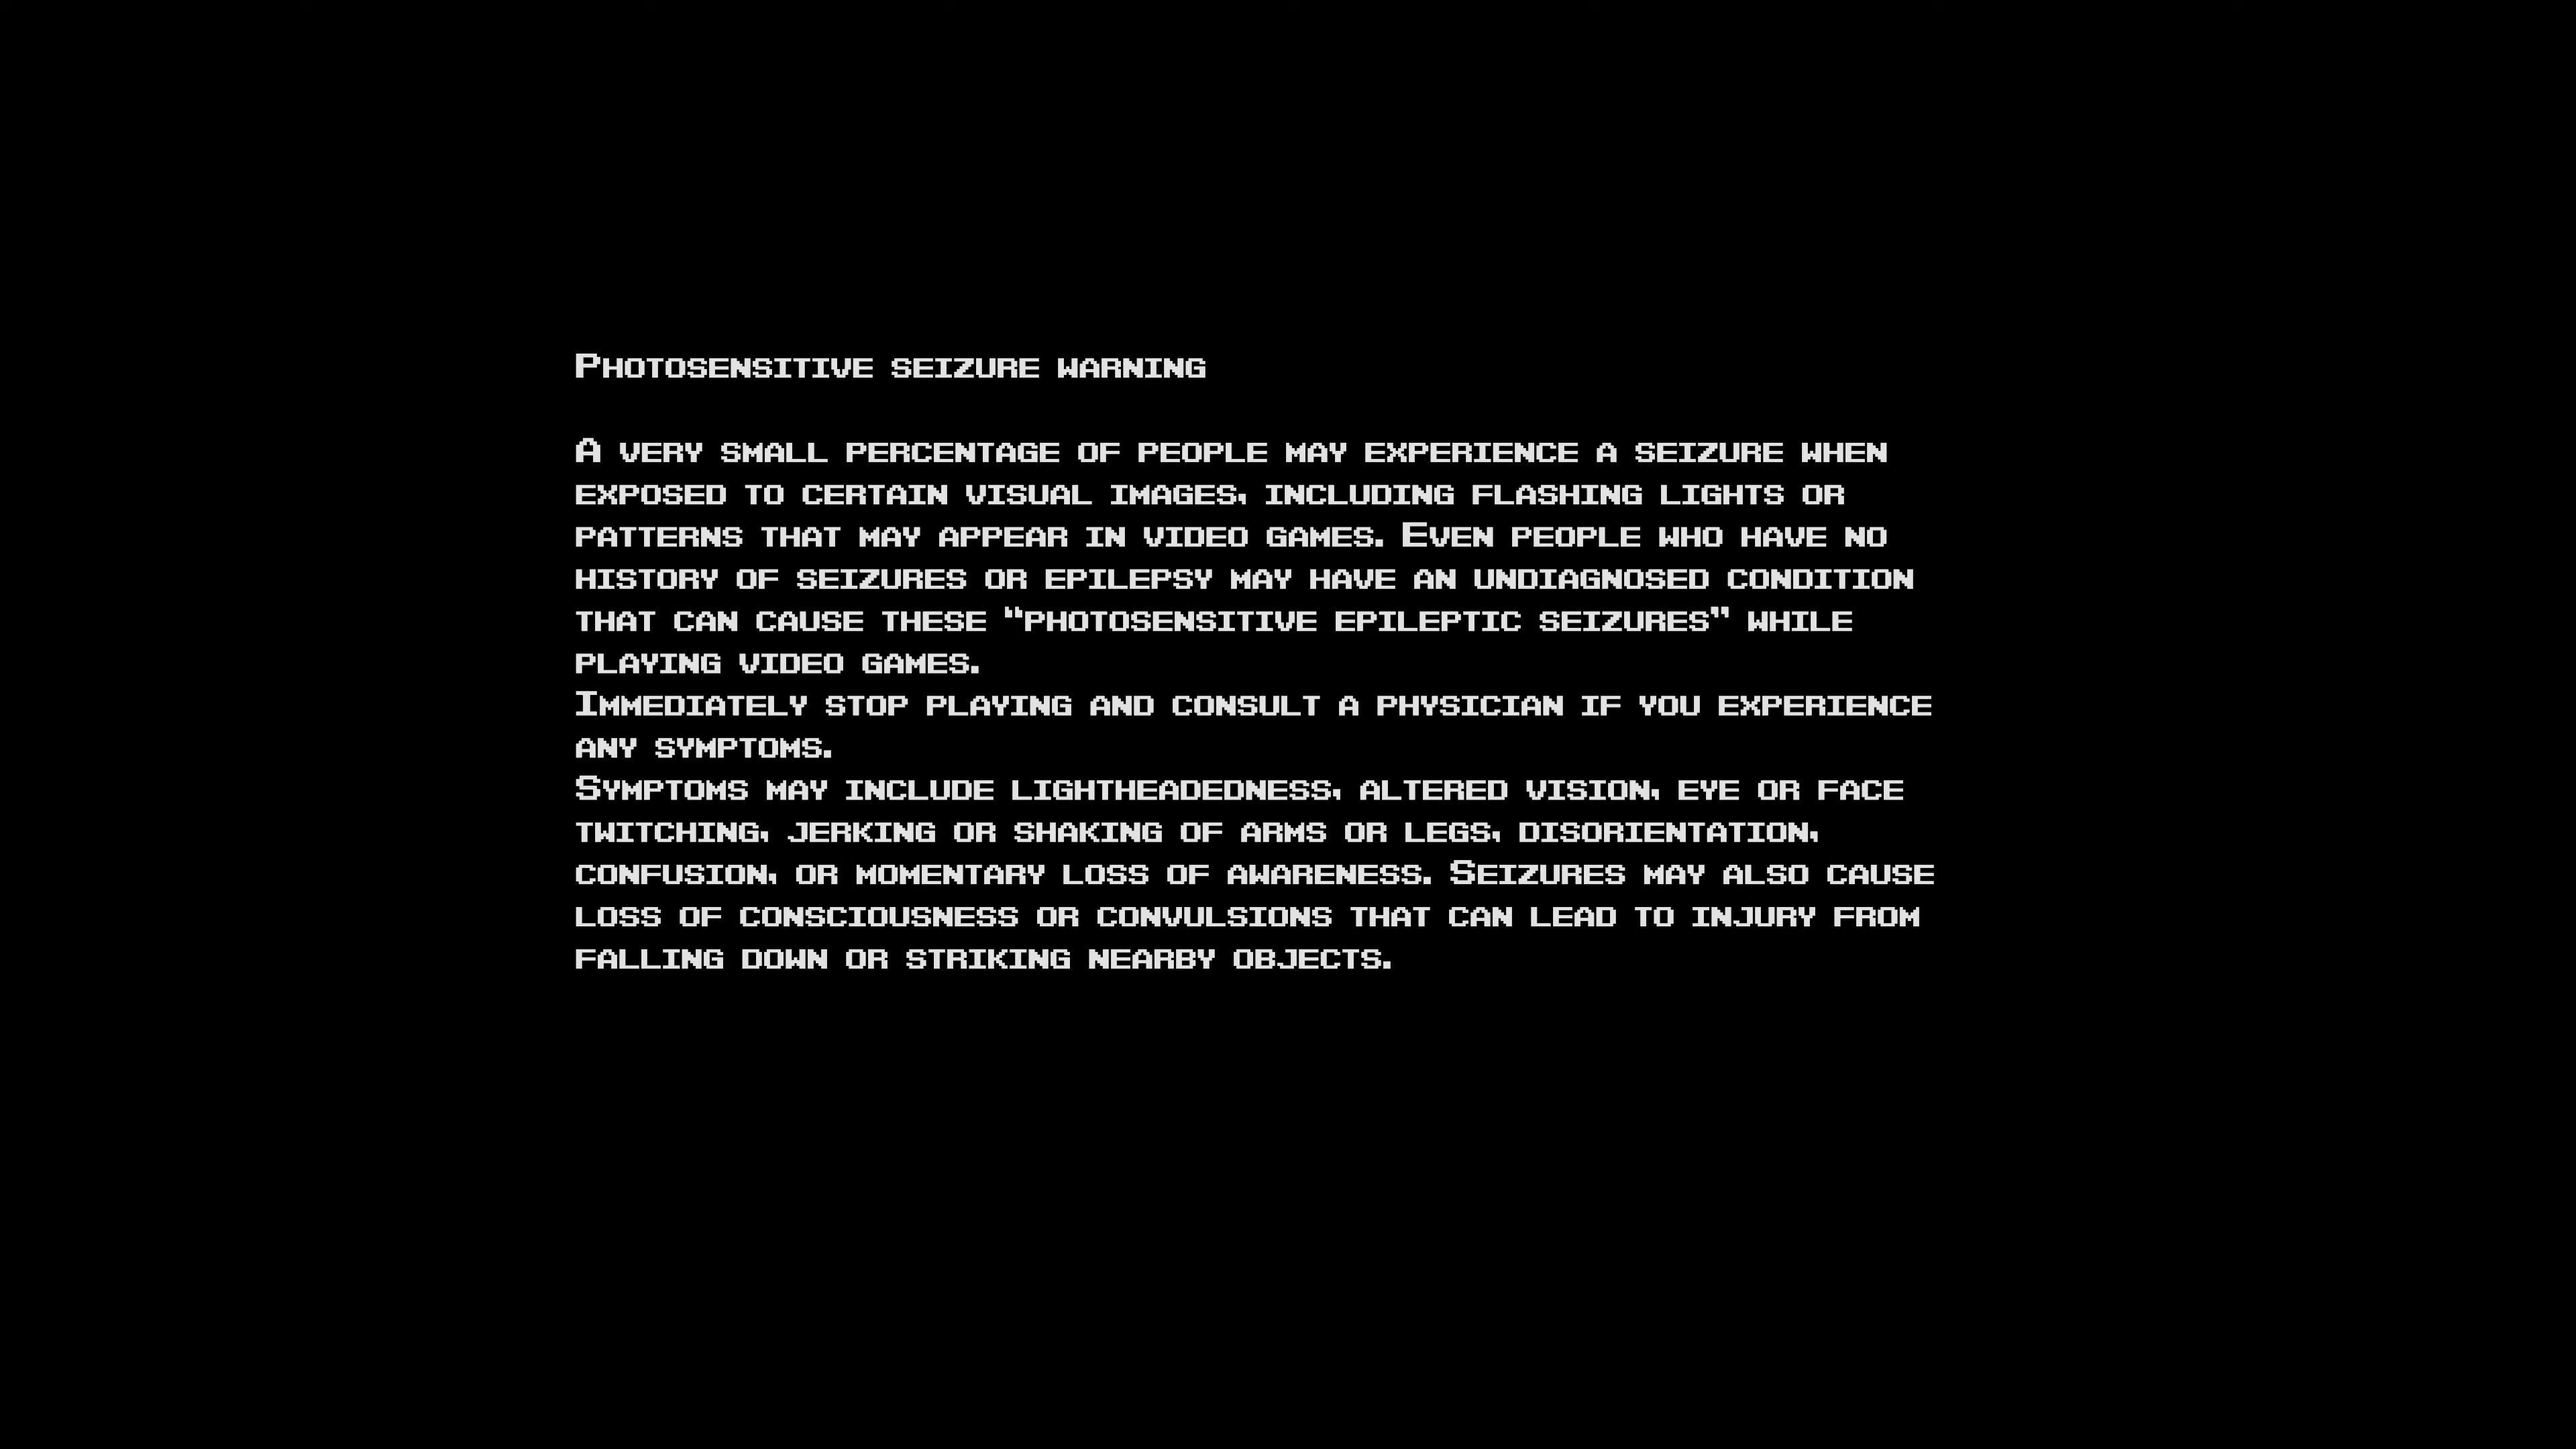 Photosensitive seizure warning
A very small percentage of people may experience a seizure when
exposed to certain visual images, including flashing lights or
patterns that may appear in video games. Even people who have no
history of seizures or epilepsy may have an undiagnosed condition
that can cause these “photosensitive epileptic seizures” while
playing video games.
Immediately stop playing and consult a physician if you experience
any symptoms.
Symptoms may include lightheadedness, altered vision, eye or face
twitching, jerking or shaking of arms or legs, disorientation,
confusion, or momentary loss of awareness. Seizures may also cause
loss of consciousness or convulsions that can lead to injury from
falling down or striking nearby objects.